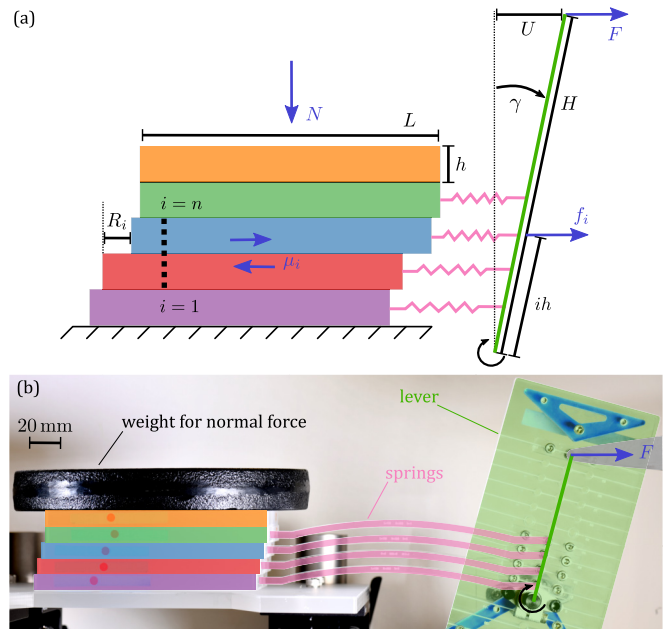 (a)
U
F
N
γ
H
L
h
i = n
R_i
f_i
μ_i
i = 1
ih
(b)
20 mm
weight for normal force
lever
springs
F